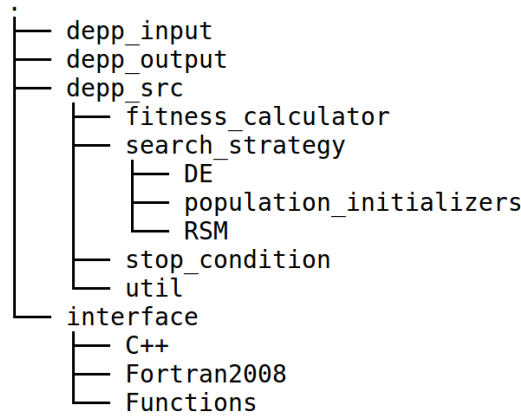 .
depp_input
depp_output
depp_src
fitness_calculator
search_strategy
DE
population_initializers
RSM
stop_condition
util
interface
C++
Fortran2008
Functions